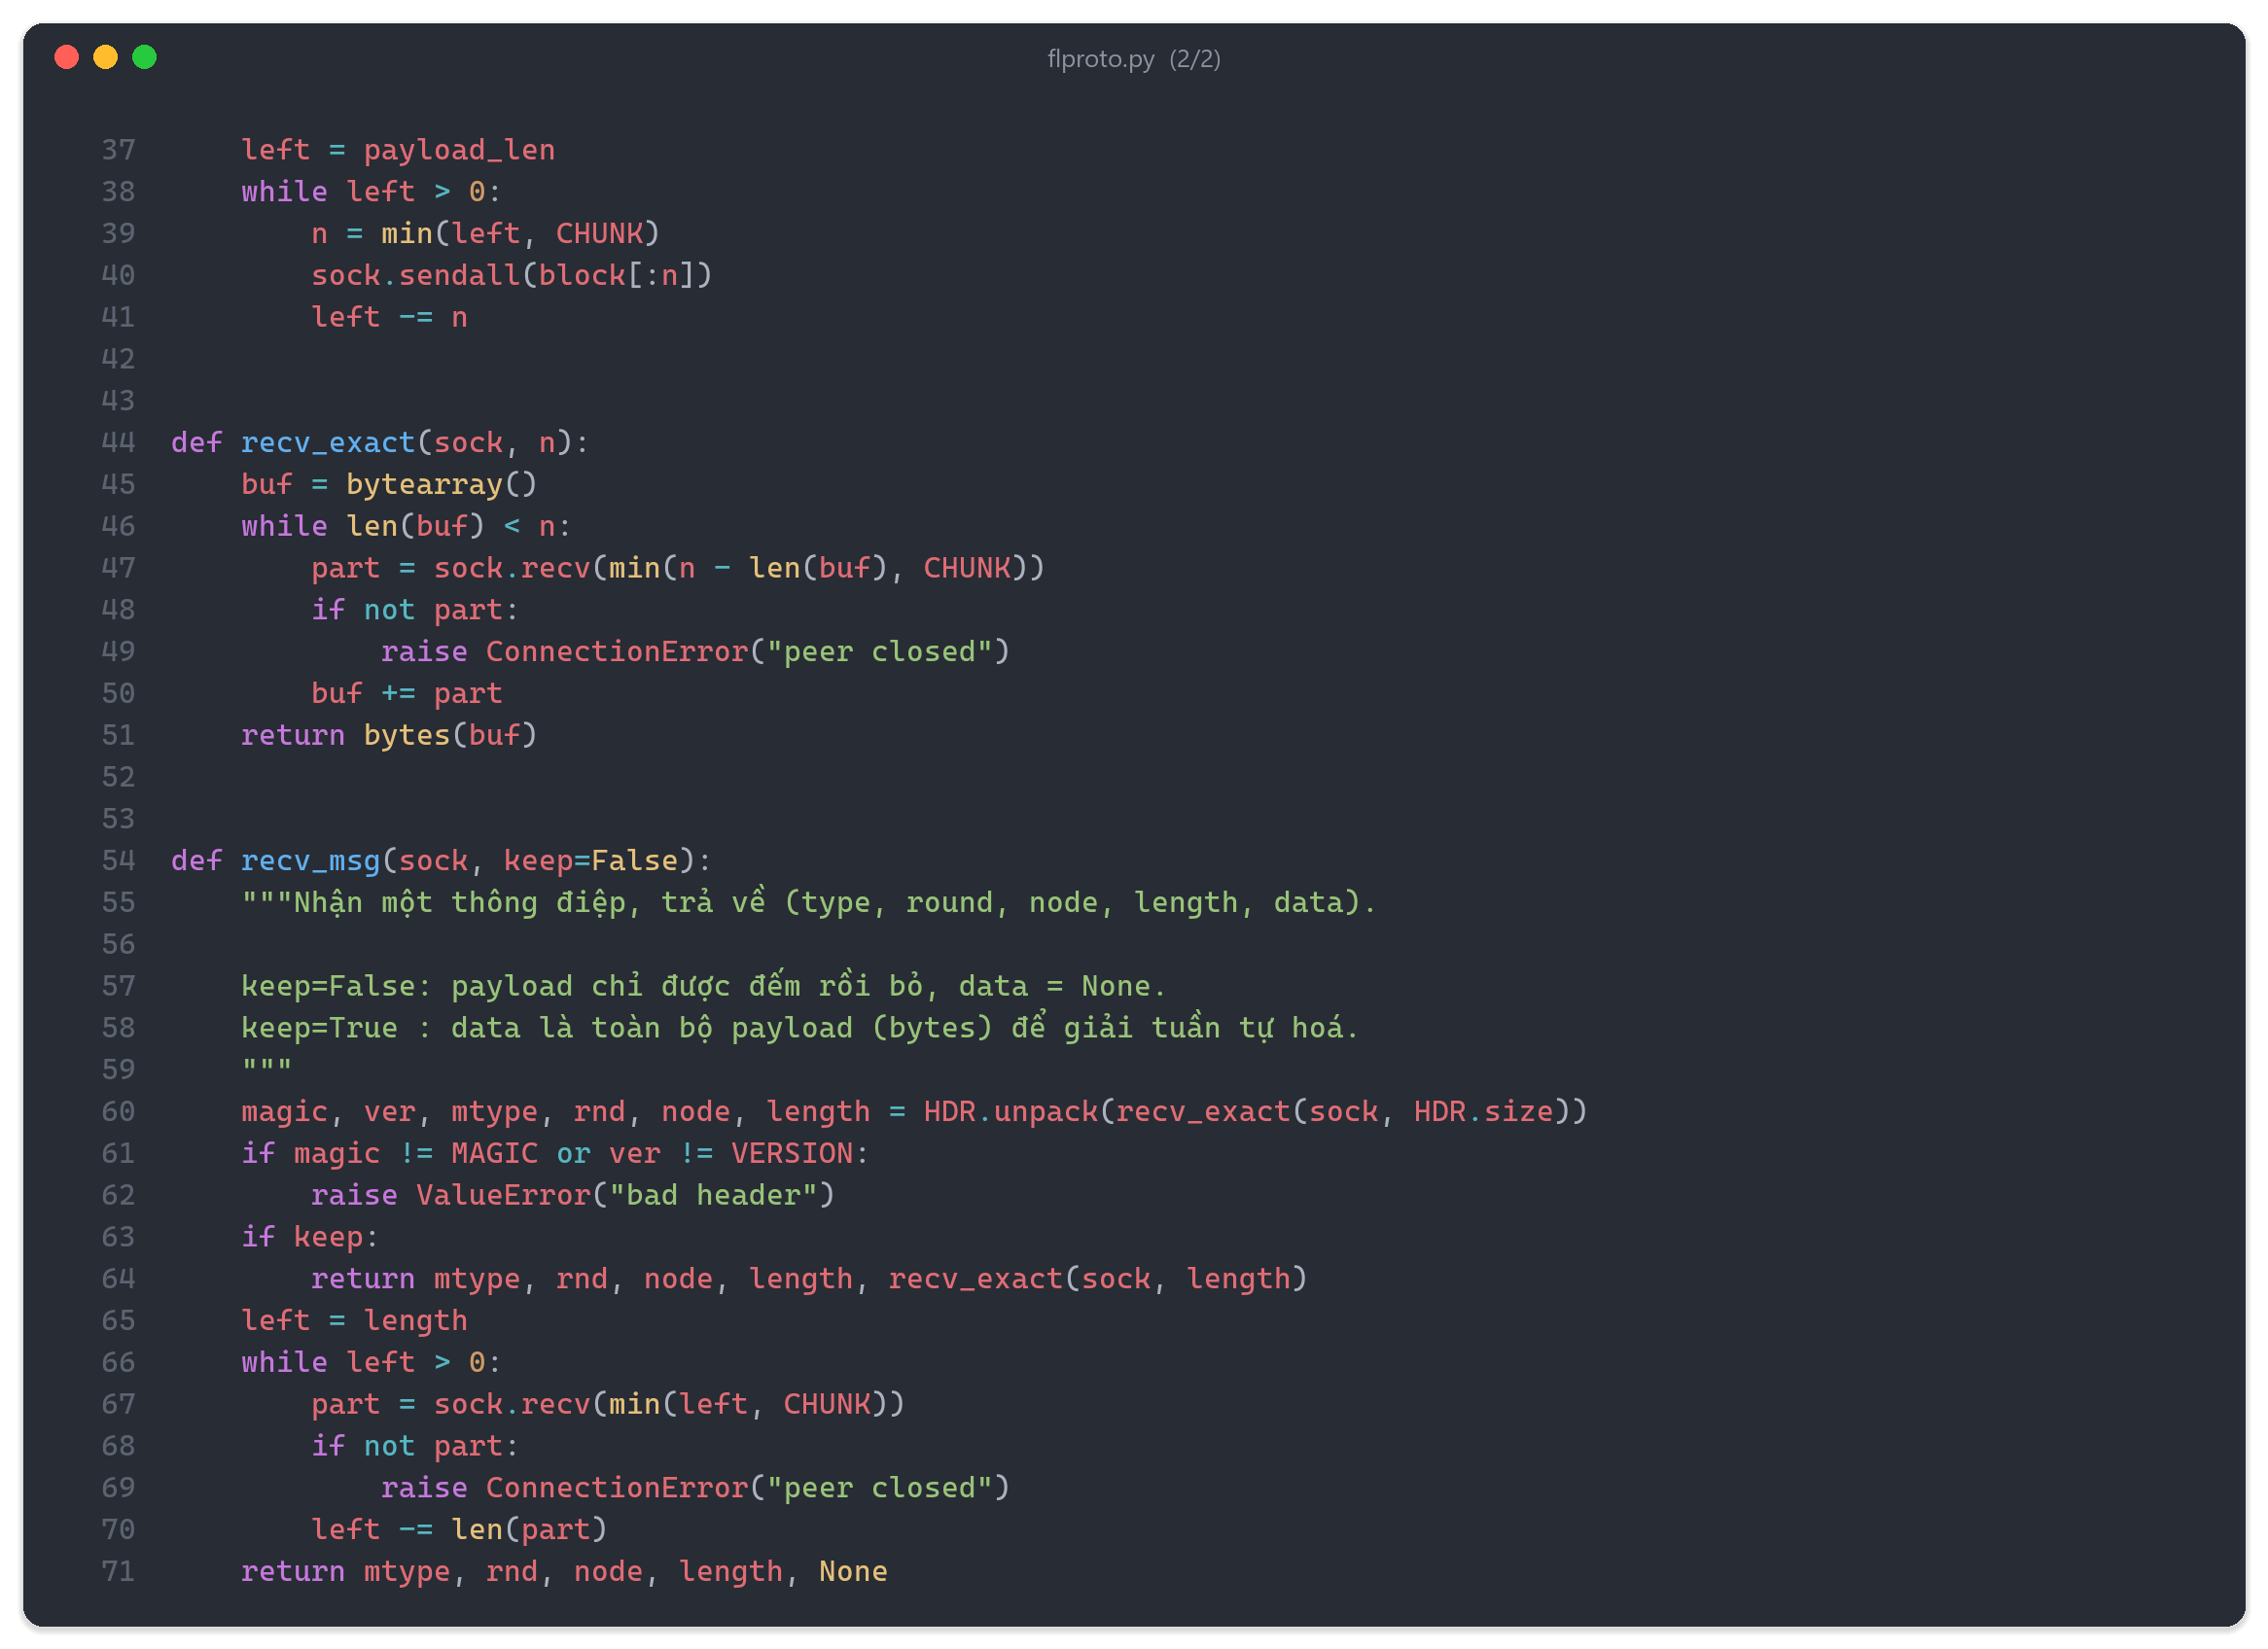 flproto.py (2/2)
37     left = payload_len
38     while left > 0:
39         n = min(left, CHUNK)
40         sock.sendall(block[:n])
41         left -= n
42
43
44 def recv_exact(sock, n):
45     buf = bytearray()
46     while len(buf) < n:
47         part = sock.recv(min(n - len(buf), CHUNK))
48         if not part:
49             raise ConnectionError("peer closed")
50         buf += part
51     return bytes(buf)
52
53
54 def recv_msg(sock, keep=False):
55     """Nhận một thông điệp, trả về (type, round, node, length, data).
56
57     keep=False: payload chỉ được đếm rồi bỏ, data = None.
58     keep=True : data là toàn bộ payload (bytes) để giải tuần tự hoá.
59     """
60     magic, ver, mtype, rnd, node, length = HDR.unpack(recv_exact(sock, HDR.size))
61     if magic != MAGIC or ver != VERSION:
62         raise ValueError("bad header")
63     if keep:
64         return mtype, rnd, node, length, recv_exact(sock, length)
65     left = length
66     while left > 0:
67         part = sock.recv(min(left, CHUNK))
68         if not part:
69             raise ConnectionError("peer closed")
70         left -= len(part)
71     return mtype, rnd, node, length, None